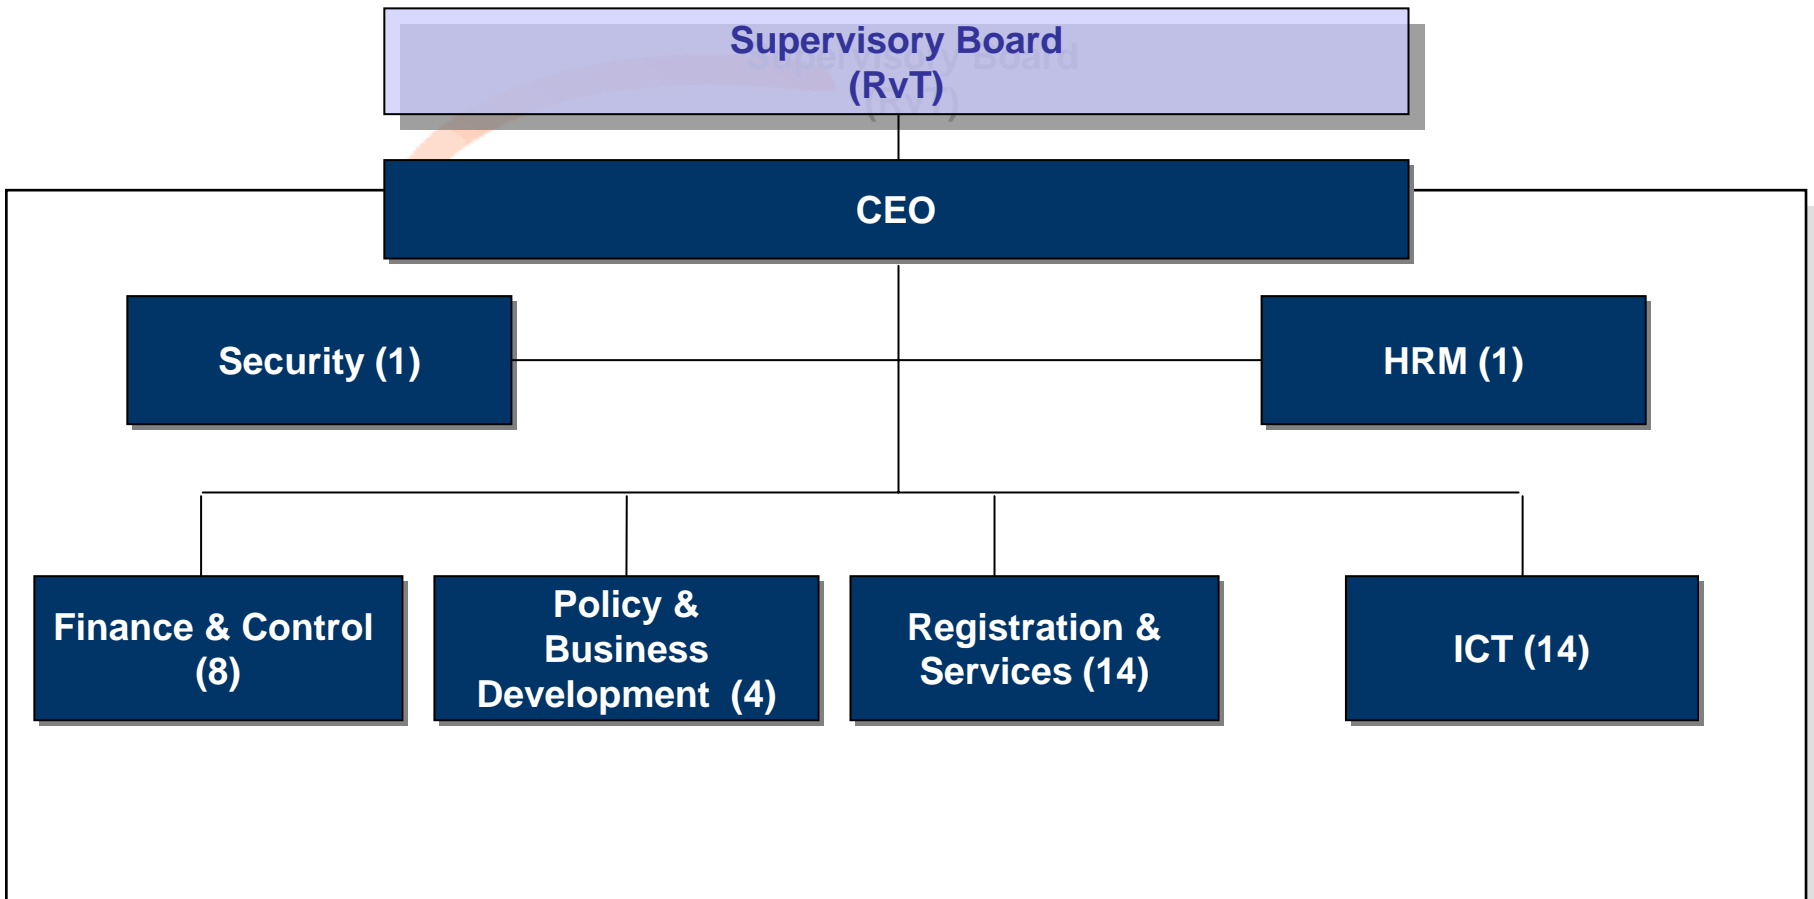 Supervisory Board
(RvT)
CEO
Security (1)
HRM (1)
Finance & Control
(8)
Policy &
Business
Development  (4)
Registration &
Services (14)
ICT (14)